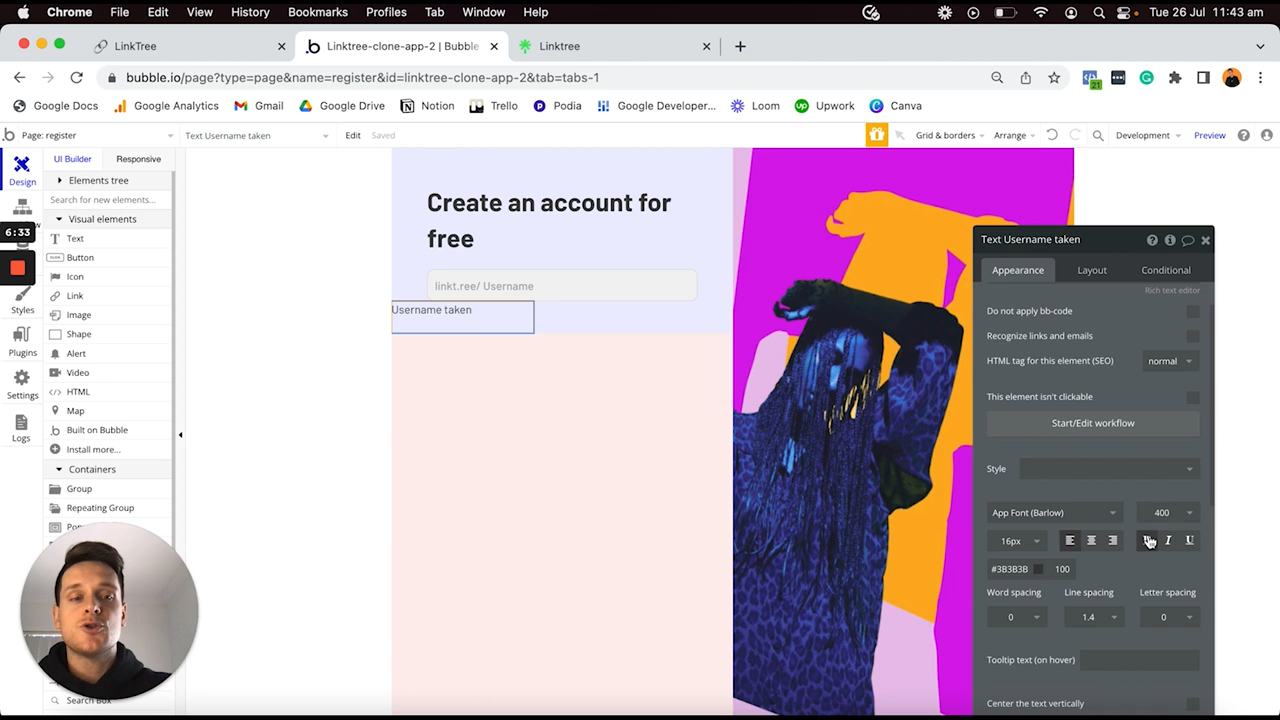 Chrome File Edit View History Bookmarks Profiles Tab Window Help Tue 26 Jul 11:43 am
LinkTree Linktree-clone-app-2 | Bubble Linktree
bubble.io/page?type=page&name=register&id=linktree-clone-app-2&tab=tabs-1 21
Google Docs Google Analytics Gmail Google Drive Notion Trello Podia Google Developer... Loom Upwork Canva
Page: register Text Username taken Edit Saved Grid & borders Arrange Development Preview
Design
6:33
Styles
Plugins
Settings
Logs
UI Builder Responsive
Elements tree
Search for new elements...
Visual elements
Text
Button
Icon
Link
Image
Shape
Alert
Video
HTML
Map
Built on Bubble
Install more...
Containers
Group
Repeating Group
Search Box
Create an account for
free
linkt.ree/ Username
Username taken
Text Username taken
Appearance Layout Conditional
Rich text editor
Do not apply bb-code
Recognize links and emails
HTML tag for this element (SEO) normal
This element isn't clickable
Start/Edit workflow
Style
App Font (Barlow) 400
16px I U
#3B3B3B 100
Word spacing Line spacing Letter spacing
0 1.4 0
Tooltip text (on hover)
Center the text vertically